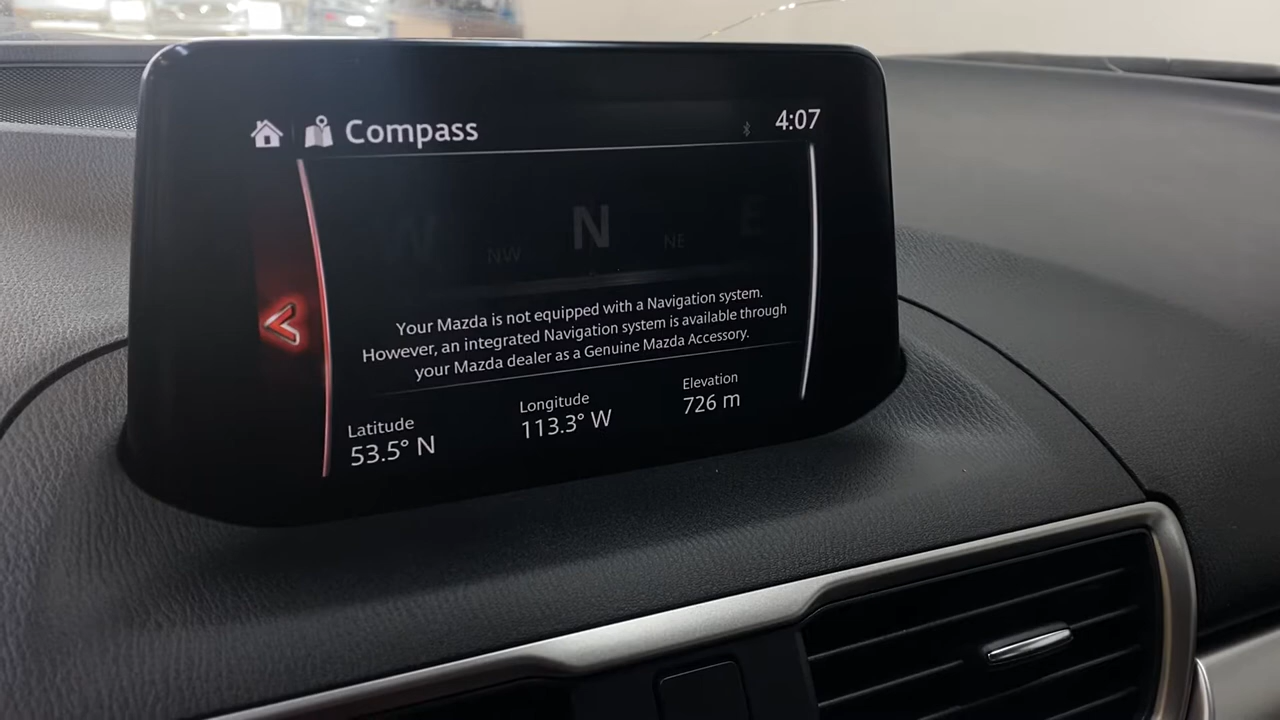 Compass
4:07
W
NW
N
NE
E
Your Mazda is not equipped with a Navigation system.
However, an integrated Navigation system is available through
your Mazda dealer as a Genuine Mazda Accessory.
Latitude
53.5° N
Longitude
113.3° W
Elevation
726 m